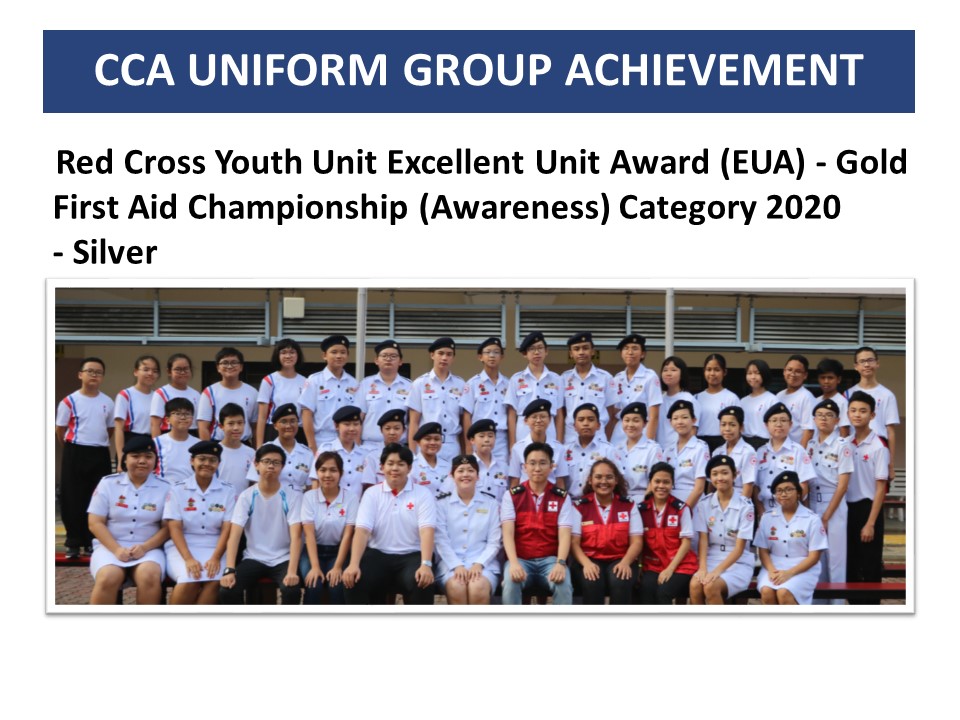 CCA UNIFORM GROUP ACHIEVEMENT
Red Cross Youth Unit Excellent Unit Award (EUA) - Gold
First Aid Championship (Awareness) Category 2020
- Silver